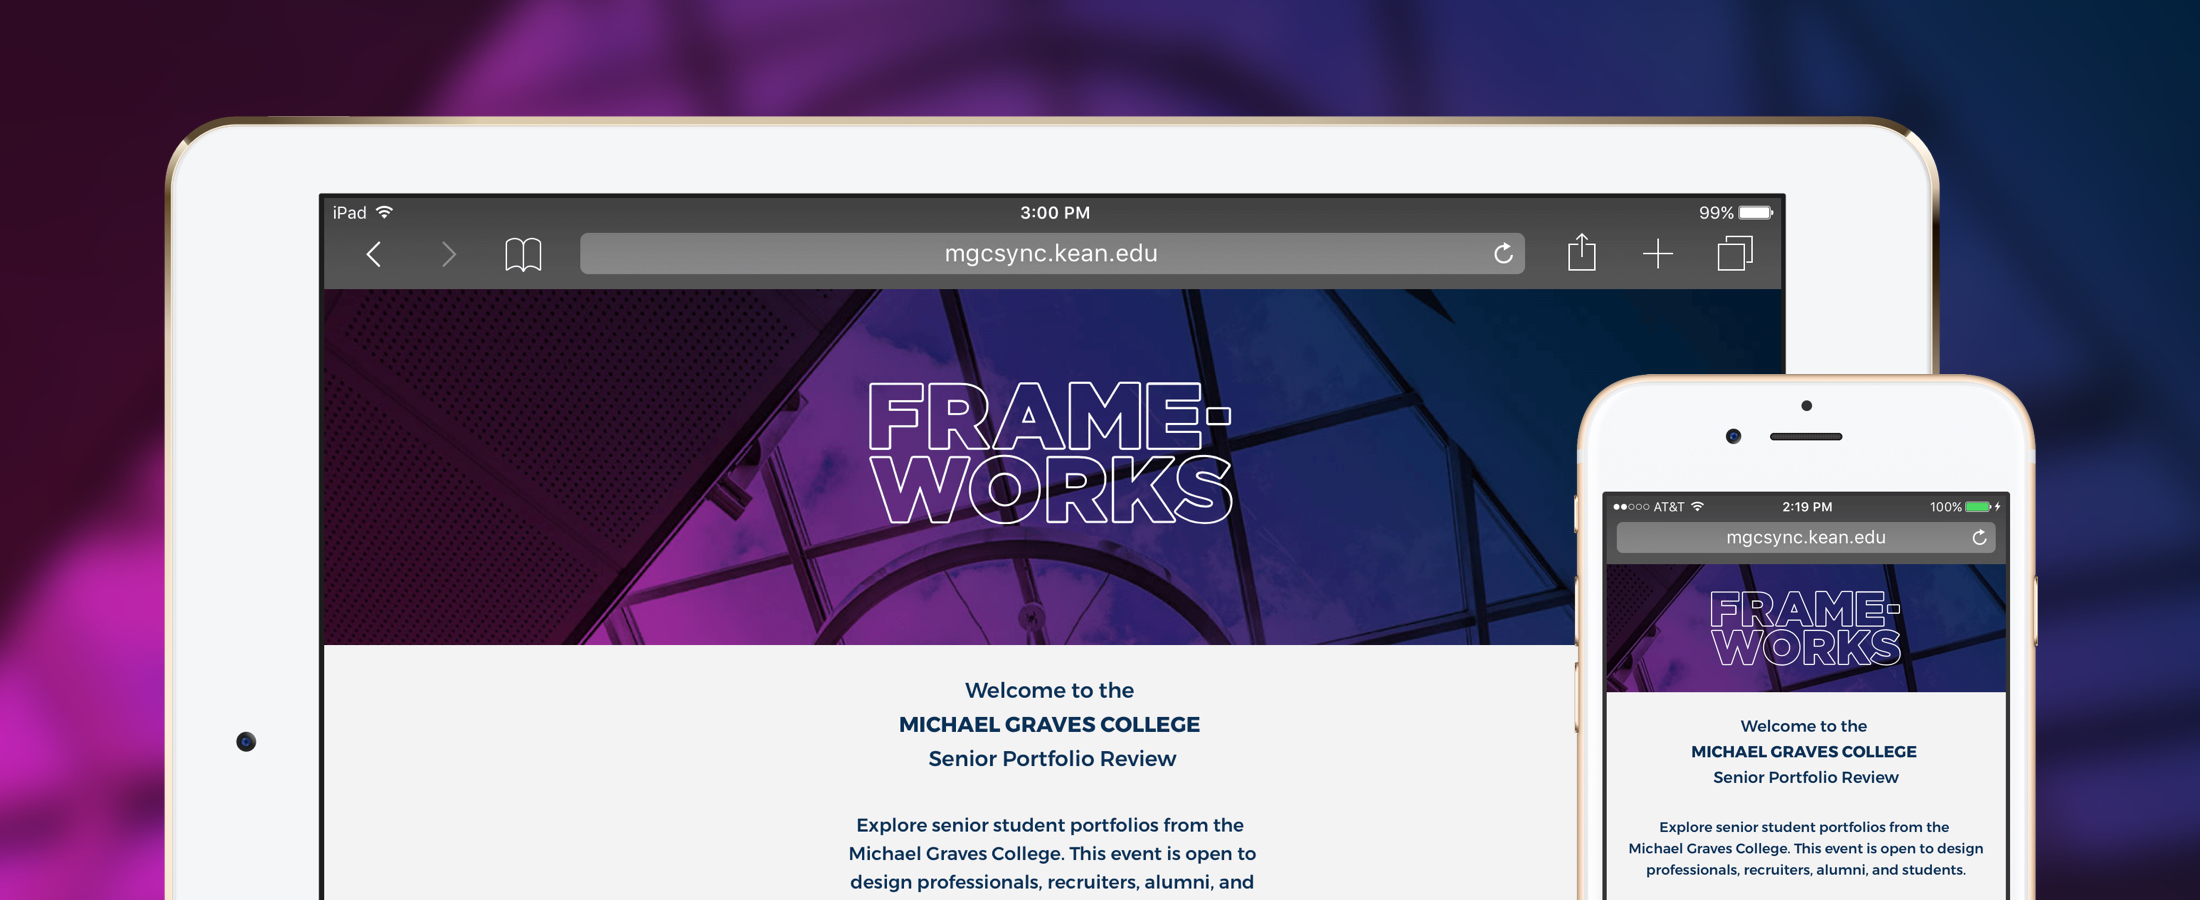 iPad 3:00 PM 99%
mgcsync.kean.edu
FRAME-
WORKS
Welcome to the
MICHAEL GRAVES COLLEGE
Senior Portfolio Review
Explore senior student portfolios from the
Michael Graves College. This event is open to
design professionals, recruiters, alumni, and
AT&T 2:19 PM 100%
mgcsync.kean.edu
FRAME-
WORKS
Welcome to the
MICHAEL GRAVES COLLEGE
Senior Portfolio Review
Explore senior student portfolios from the
Michael Graves College. This event is open to design
professionals, recruiters, alumni, and students.